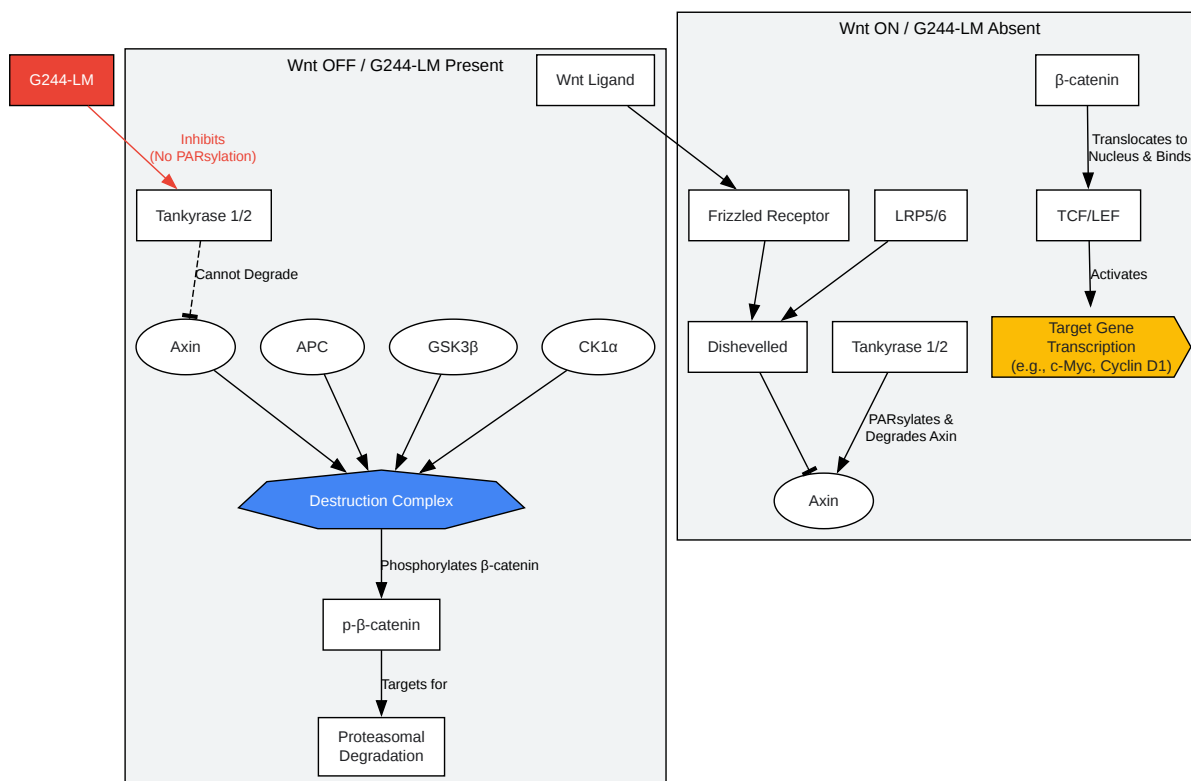 Wnt ON / G244-LM Absent
Wnt OFF / G244-LM Present
G244-LM
Wnt Ligand
β-catenin
Inhibits
(No PARsylation)
Translocates to
Nucleus & Binds
Tankyrase 1/2
Frizzled Receptor
LRP5/6
TCF/LEF
Cannot Degrade
Activates
Axin
APC
GSK3β
CK1α
Dishevelled
Tankyrase 1/2
Target Gene
Transcription
(e.g., c-Myc, Cyclin D1)
PARsylates &
Degrades Axin
Destruction Complex
Axin
Phosphorylates β-catenin
p-β-catenin
Targets for
Proteasomal
Degradation